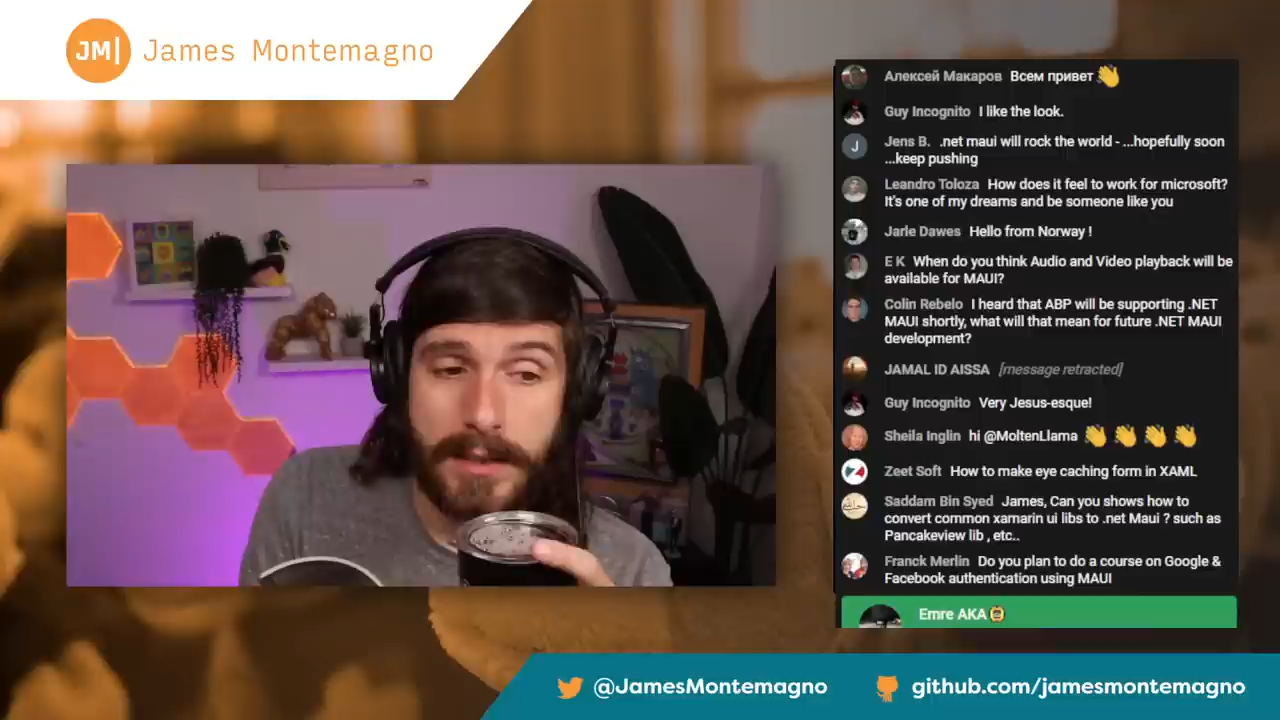 JM| James Montemagno
Алексей Макаров Всем привет 👋
Guy Incognito I like the look.
Jens B. .net maui will rock the world - ...hopefully soon
...keep pushing
Leandro Toloza How does it feel to work for microsoft?
It's one of my dreams and be someone like you
Jarle Dawes Hello from Norway !
E K When do you think Audio and Video playback will be
available for MAUI?
Colin Rebelo I heard that ABP will be supporting .NET
MAUI shortly, what will that mean for future .NET MAUI
development?
JAMAL ID AISSA [message retracted]
Guy Incognito Very Jesus-esque!
Sheila Inglin hi @MoltenLlama 👋 👋 👋 👋
Zeet Soft How to make eye caching form in XAML
Saddam Bin Syed James, Can you shows how to
convert common xamarin ui libs to .net Maui ? such as
Pancakeview lib , etc..
Franck Merlin Do you plan to do a course on Google &
Facebook authentication using MAUI
J
Emre AKA
@JamesMontemagno
github.com/jamesmontemagno